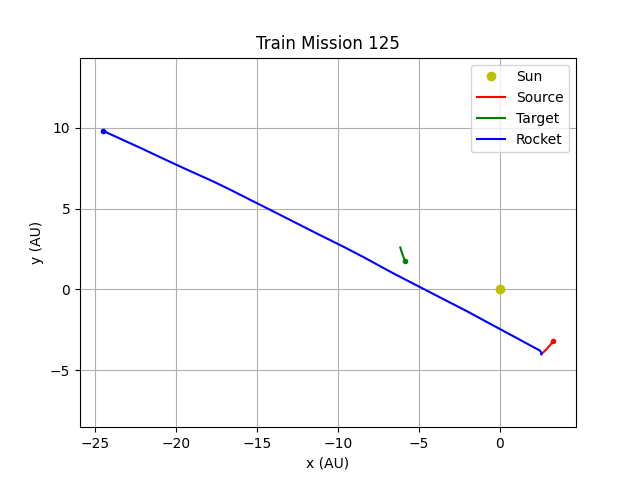 Train Mission 125
Sun
Source
Target
Rocket
10
5
0
−5
y (AU)
−25
−20
−15
−10
−5
0
x (AU)